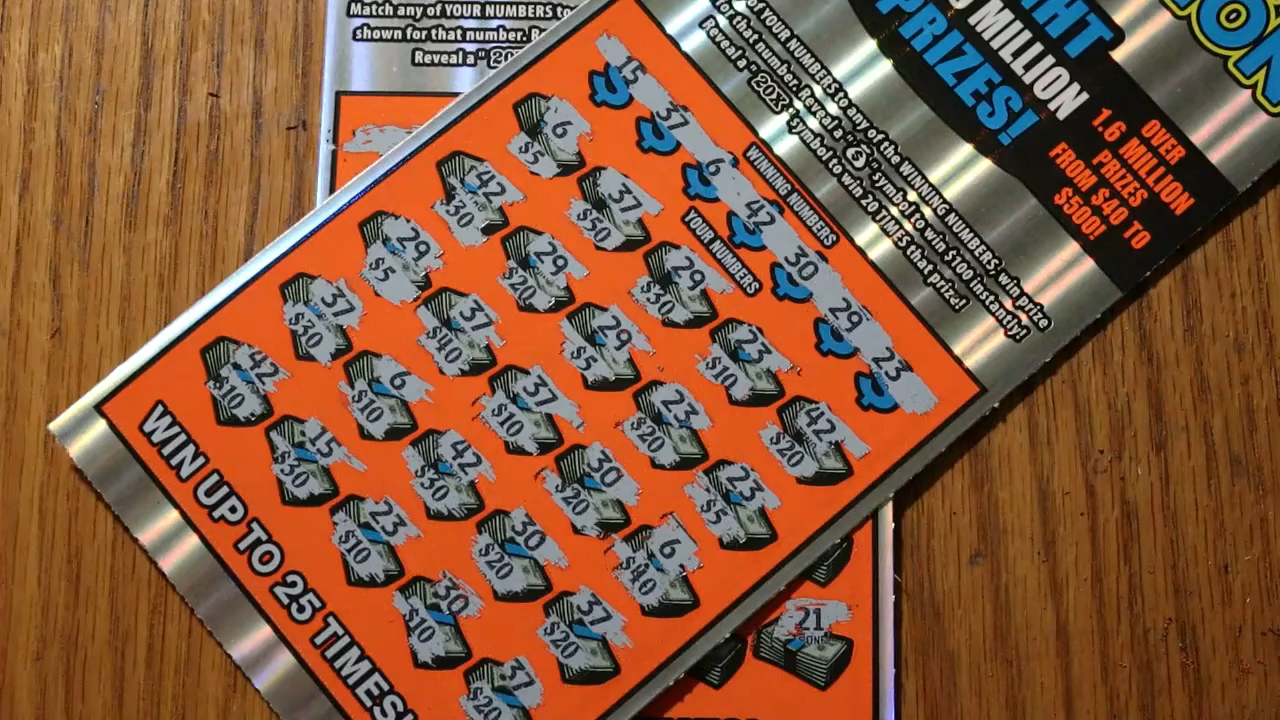 Match any of YOUR NUMBERS to
shown for that number. R
Reveal a "20
ION
HT
MILLION
PRIZES!
OVER
1.6 MILLION
PRIZES
FROM $40 TO
$500!
of YOUR NUMBERS to any of the WINNING NUMBERS, win prize
for that number. Reveal a " " symbol to win $100 instantly!
Reveal a "20X" symbol to win 20 TIMES that prize!
WINNING NUMBERS
15 37 6 42 30 29 23
YOUR NUMBERS
6 37 29 23 42
$5 $50 $30 $10 $20
42 29 29 23 23
30 $20 $5 $20 $5
29 37 37 30 6
$5 $40 $10 $20 $40
37 6 42 30 37
$30 $10 $30 $20 $20
42 15 23 30 37
$10 $30 $10 $10 $20
WIN UP TO 25 TIMES!
21